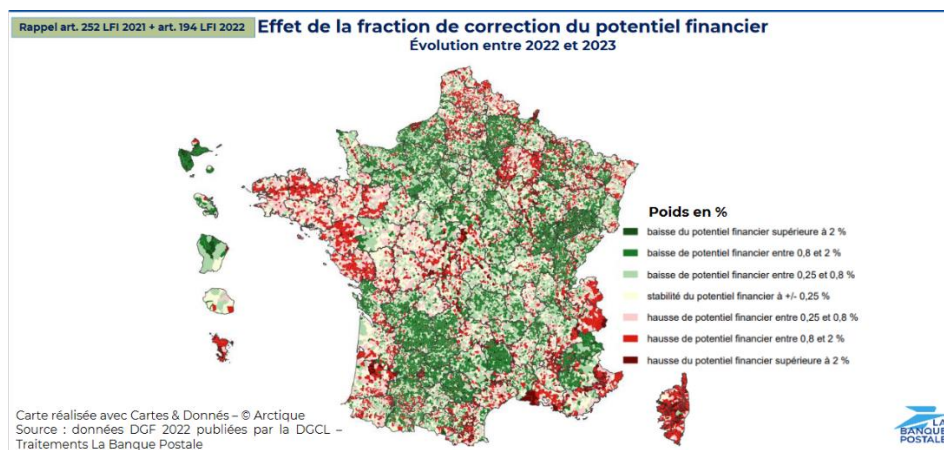 Rappel art. 252 LFI 2021 + art. 194 LFI 2022
Effet de la fraction de correction du potentiel financier
Évolution entre 2022 et 2023
Poids en %
baisse du potentiel financier supérieure à 2 %
baisse de potentiel financier entre 0,8 et 2 %
baisse de potentiel financier entre 0,25 et 0,8 %
stabilité du potentiel financier à +/- 0,25 %
hausse de potentiel financier entre 0,25 et 0,8 %
hausse de potentiel financier entre 0,8 et 2 %
hausse du potentiel financier supérieure à 2 %
Carte réalisée avec Cartes & Donnés – © Arctique
Source : données DGF 2022 publiées par la DGCL –
Traitements La Banque Postale
LA
BANQUE
POSTALE